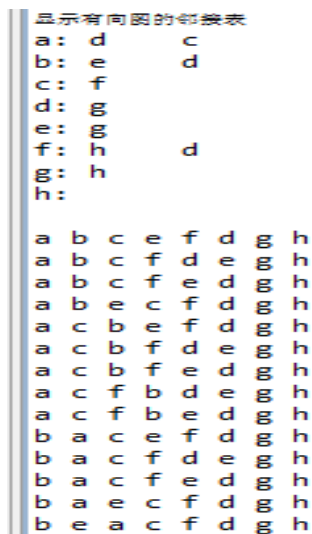 显示有向图的邻接表
a: d c
b: e d
c: f
d: g
e: g
f: h d
g: h
h:
a b c e f d g h
a b c f d e g h
a b c f e d g h
a b e c f d g h
a c b e f d g h
a c b f d e g h
a c b f e d g h
a c f b d e g h
a c f b e d g h
b a c e f d g h
b a c f d e g h
b a c f e d g h
b a e c f d g h
b e a c f d g h